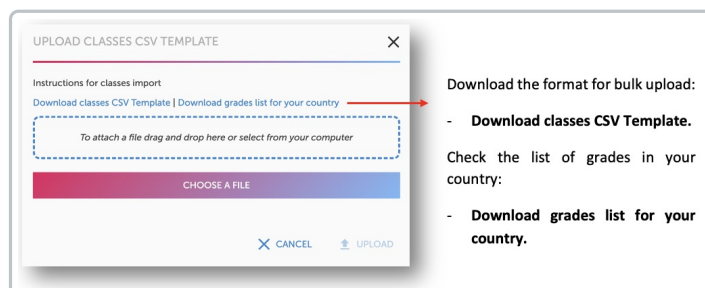 UPLOAD CLASSES CSV TEMPLATE
Instructions for classes import
Download classes CSV Template | Download grades list for your country
To attach a file drag and drop here or select from your computer
CHOOSE A FILE
CANCEL UPLOAD
Download the format for bulk upload:
- Download classes CSV Template.
Check the list of grades in your
country:
- Download grades list for your
country.